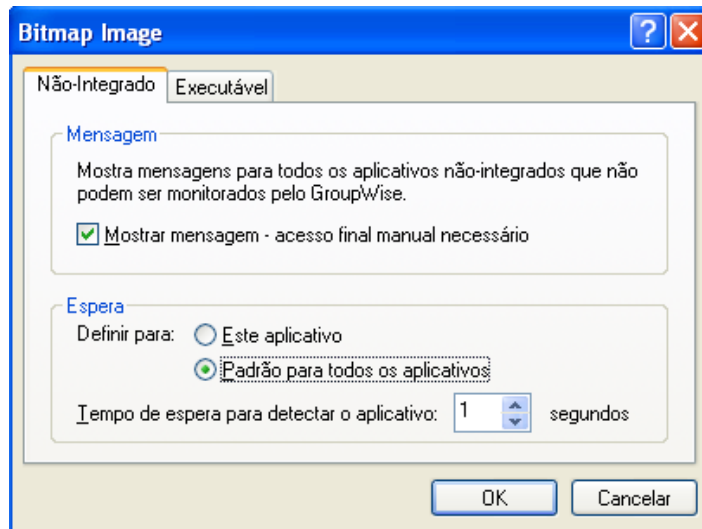 Bitmap Image
Não-Integrado Executável
Mensagem
Mostra mensagens para todos os aplicativos não-integrados que não
podem ser monitorados pelo GroupWise.
Mostrar mensagem - acesso final manual necessário
Espera
Definir para: Este aplicativo
Padrão para todos os aplicativos
Tempo de espera para detectar o aplicativo: 1 segundos
OK Cancelar